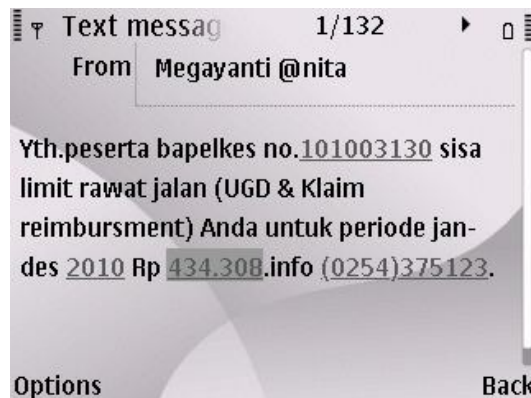 Text messag 1/132
From Megayanti @nita
Yth.peserta bapelkes no.101003130 sisa
limit rawat jalan (UGD & Klaim
reimbursment) Anda untuk periode jan-
des 2010 Rp 434.308.info (0254)375123.
Options Back